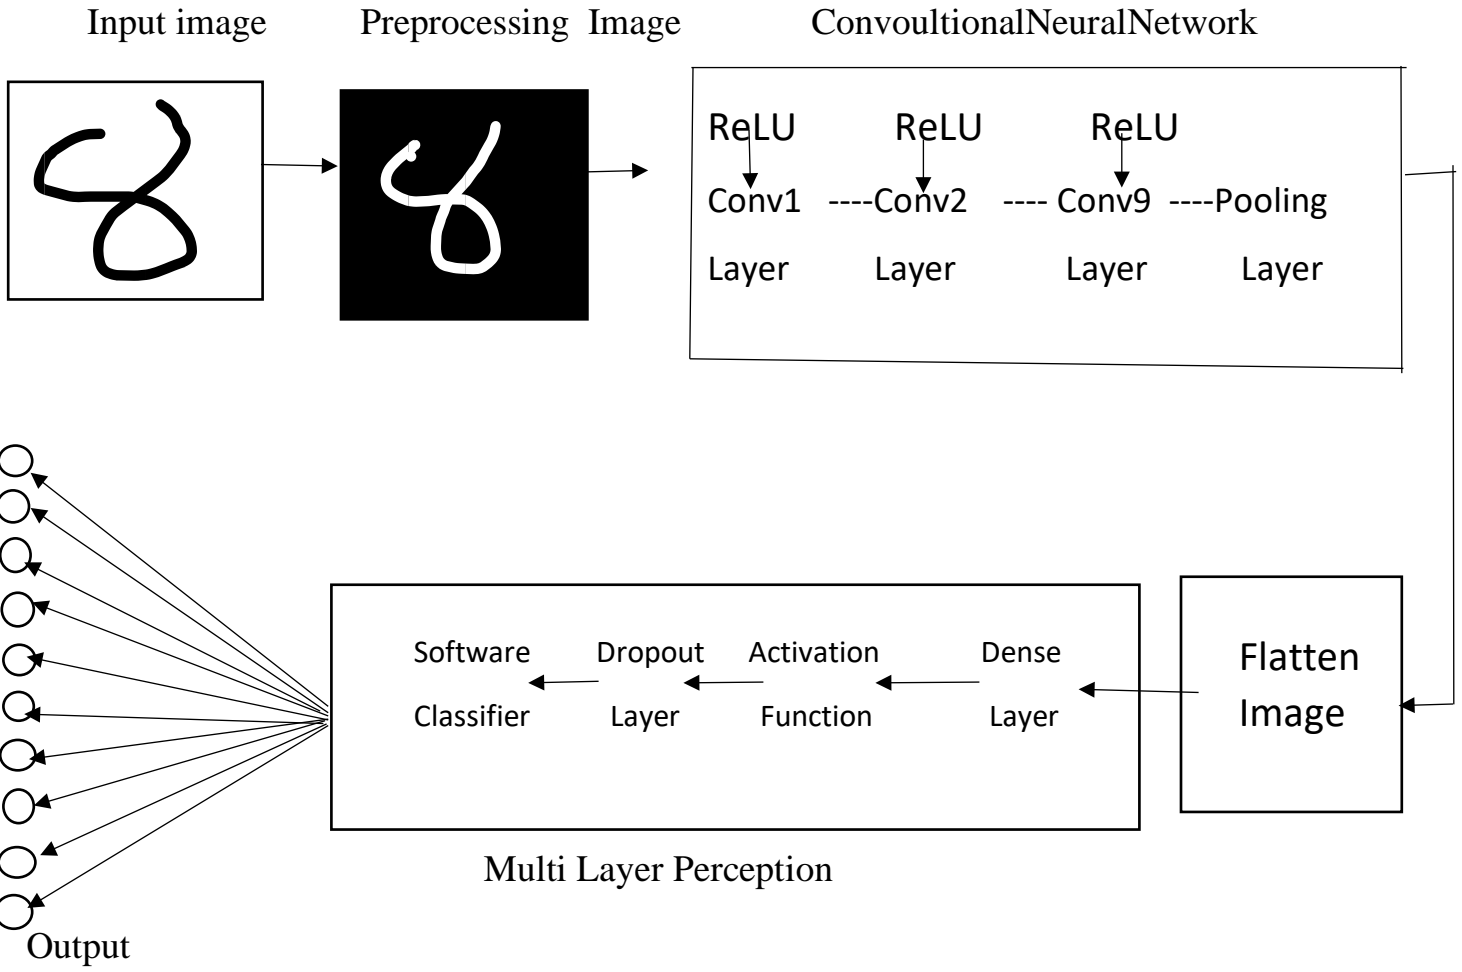 Input image Preprocessing Image ConvoultionalNeuralNetwork
ReLU ReLU ReLU
Conv1 ----Conv2 ---- Conv9 ----Pooling
Layer Layer Layer Layer
Software Dropout Activation Dense
Classifier Layer Function Layer
Flatten
Image
Multi Layer Perception
Output